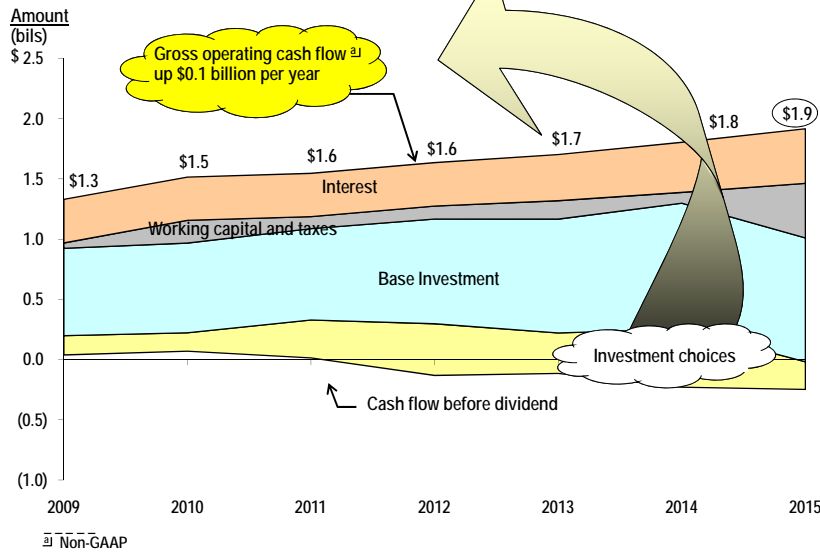 Amount
(bils)
$ 2.5
2.0
1.5
1.0
0.5
0.0
(0.5)
(1.0)
Gross operating cash flow a
up $0.1 billion per year
$1.3
$1.5
$1.6
$1.6
$1.7
$1.8
$1.9
Interest
Working capital and taxes
Base Investment
Investment choices
Cash flow before dividend
2009 2010 2011 2012 2013 2014 2015
a Non-GAAP